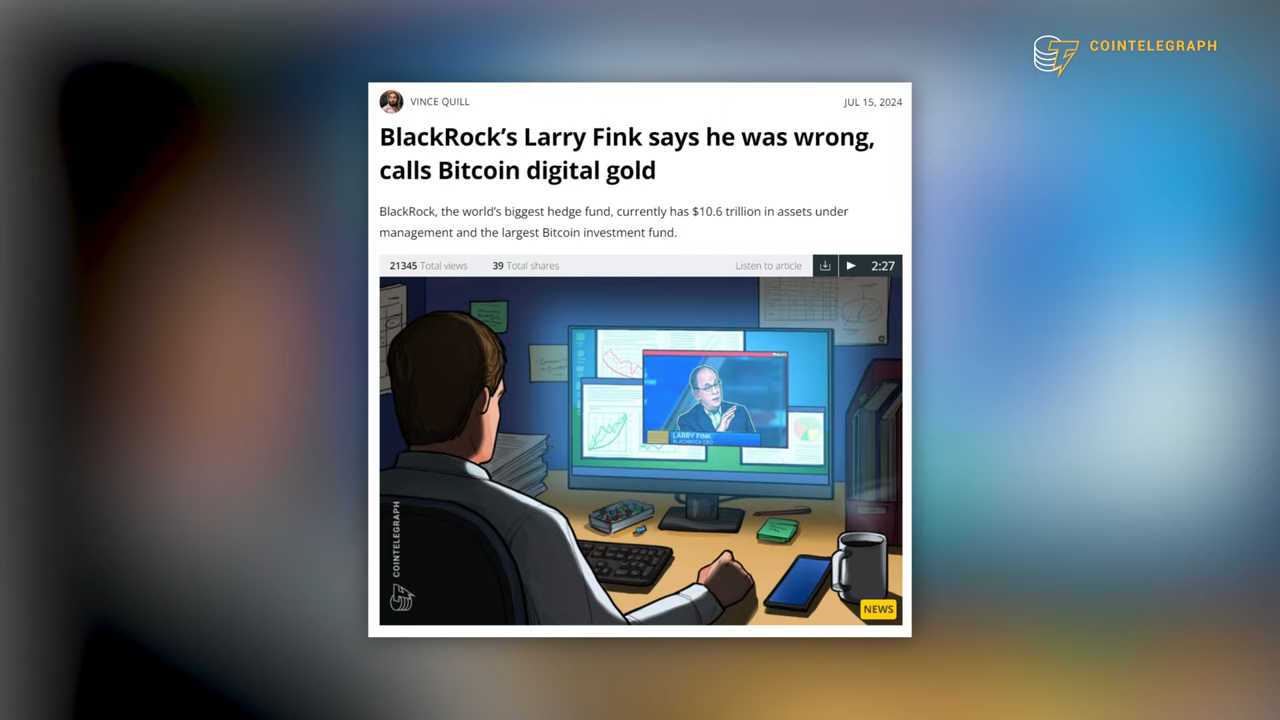 COINTELEGRAPH
VINCE QUILL
JUL 15, 2024
BlackRock’s Larry Fink says he was wrong,
calls Bitcoin digital gold
BlackRock, the world’s biggest hedge fund, currently has $10.6 trillion in assets under
management and the largest Bitcoin investment fund.
21345 Total views 39 Total shares Listen to article 2:27
LARRY FINK
BLACKROCK CEO
COINTELEGRAPH
NEWS